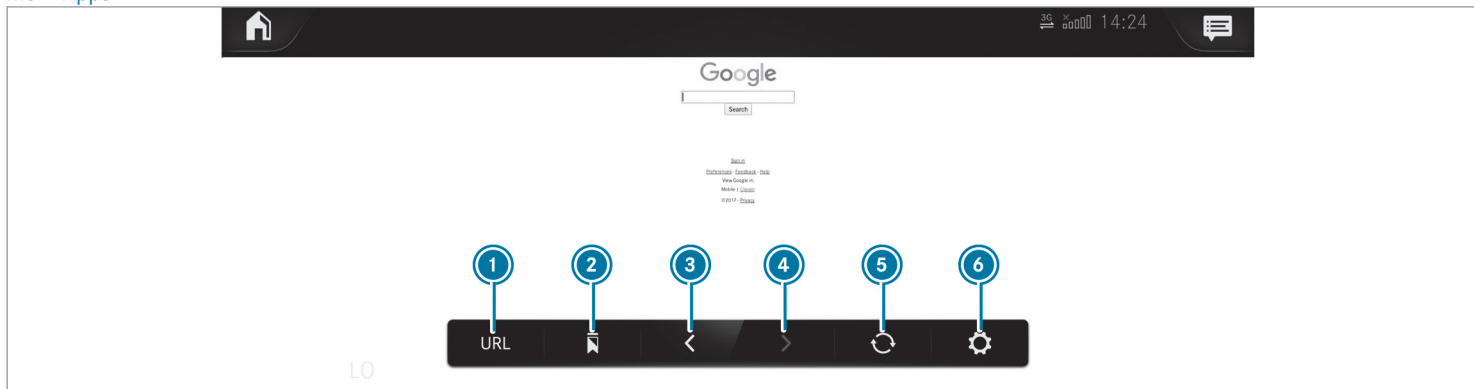 3G 14:24
Google
Search
Sign in
Preferences - Feedback - Help
View Google in:
Mobile | Classic
©2017 - Privacy
1 2 3 4 5 6
URL
LO